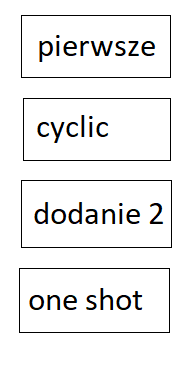 pierwsze
cyclic
dodanie 2
one shot